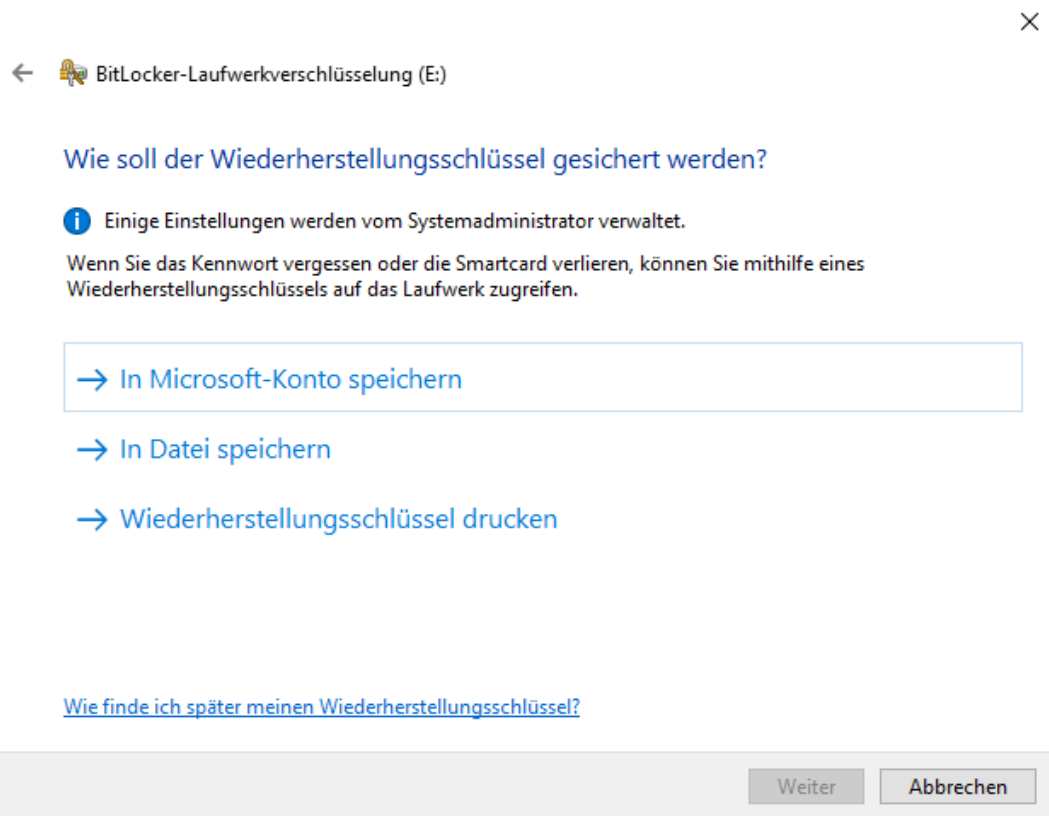 BitLocker-Laufwerkverschlüsselung (E:)
Wie soll der Wiederherstellungsschlüssel gesichert werden?
Einige Einstellungen werden vom Systemadministrator verwaltet.
Wenn Sie das Kennwort vergessen oder die Smartcard verlieren, können Sie mithilfe eines
Wiederherstellungsschlüssels auf das Laufwerk zugreifen.
In Microsoft-Konto speichern
In Datei speichern
Wiederherstellungsschlüssel drucken
Wie finde ich später meinen Wiederherstellungsschlüssel?
Weiter
Abbrechen